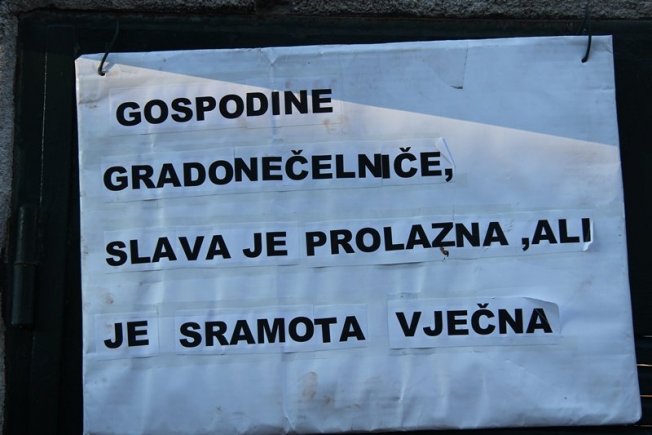 GOSPODINE
GRADONEČELNIČE,
SLAVA JE PROLAZNA ,ALI
JE SRAMOTA VJEČNA